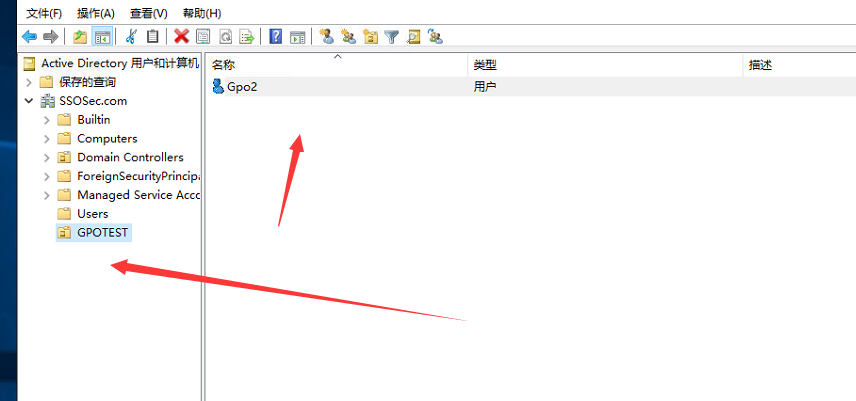 文件(F) 操作(A) 查看(V) 帮助(H)
Active Directory 用户和计算机
保存的查询
SSOSec.com
Builtin
Computers
Domain Controllers
ForeignSecurityPrincipa
Managed Service Acco
Users
GPOTEST
名称 类型 描述
Gpo2 用户